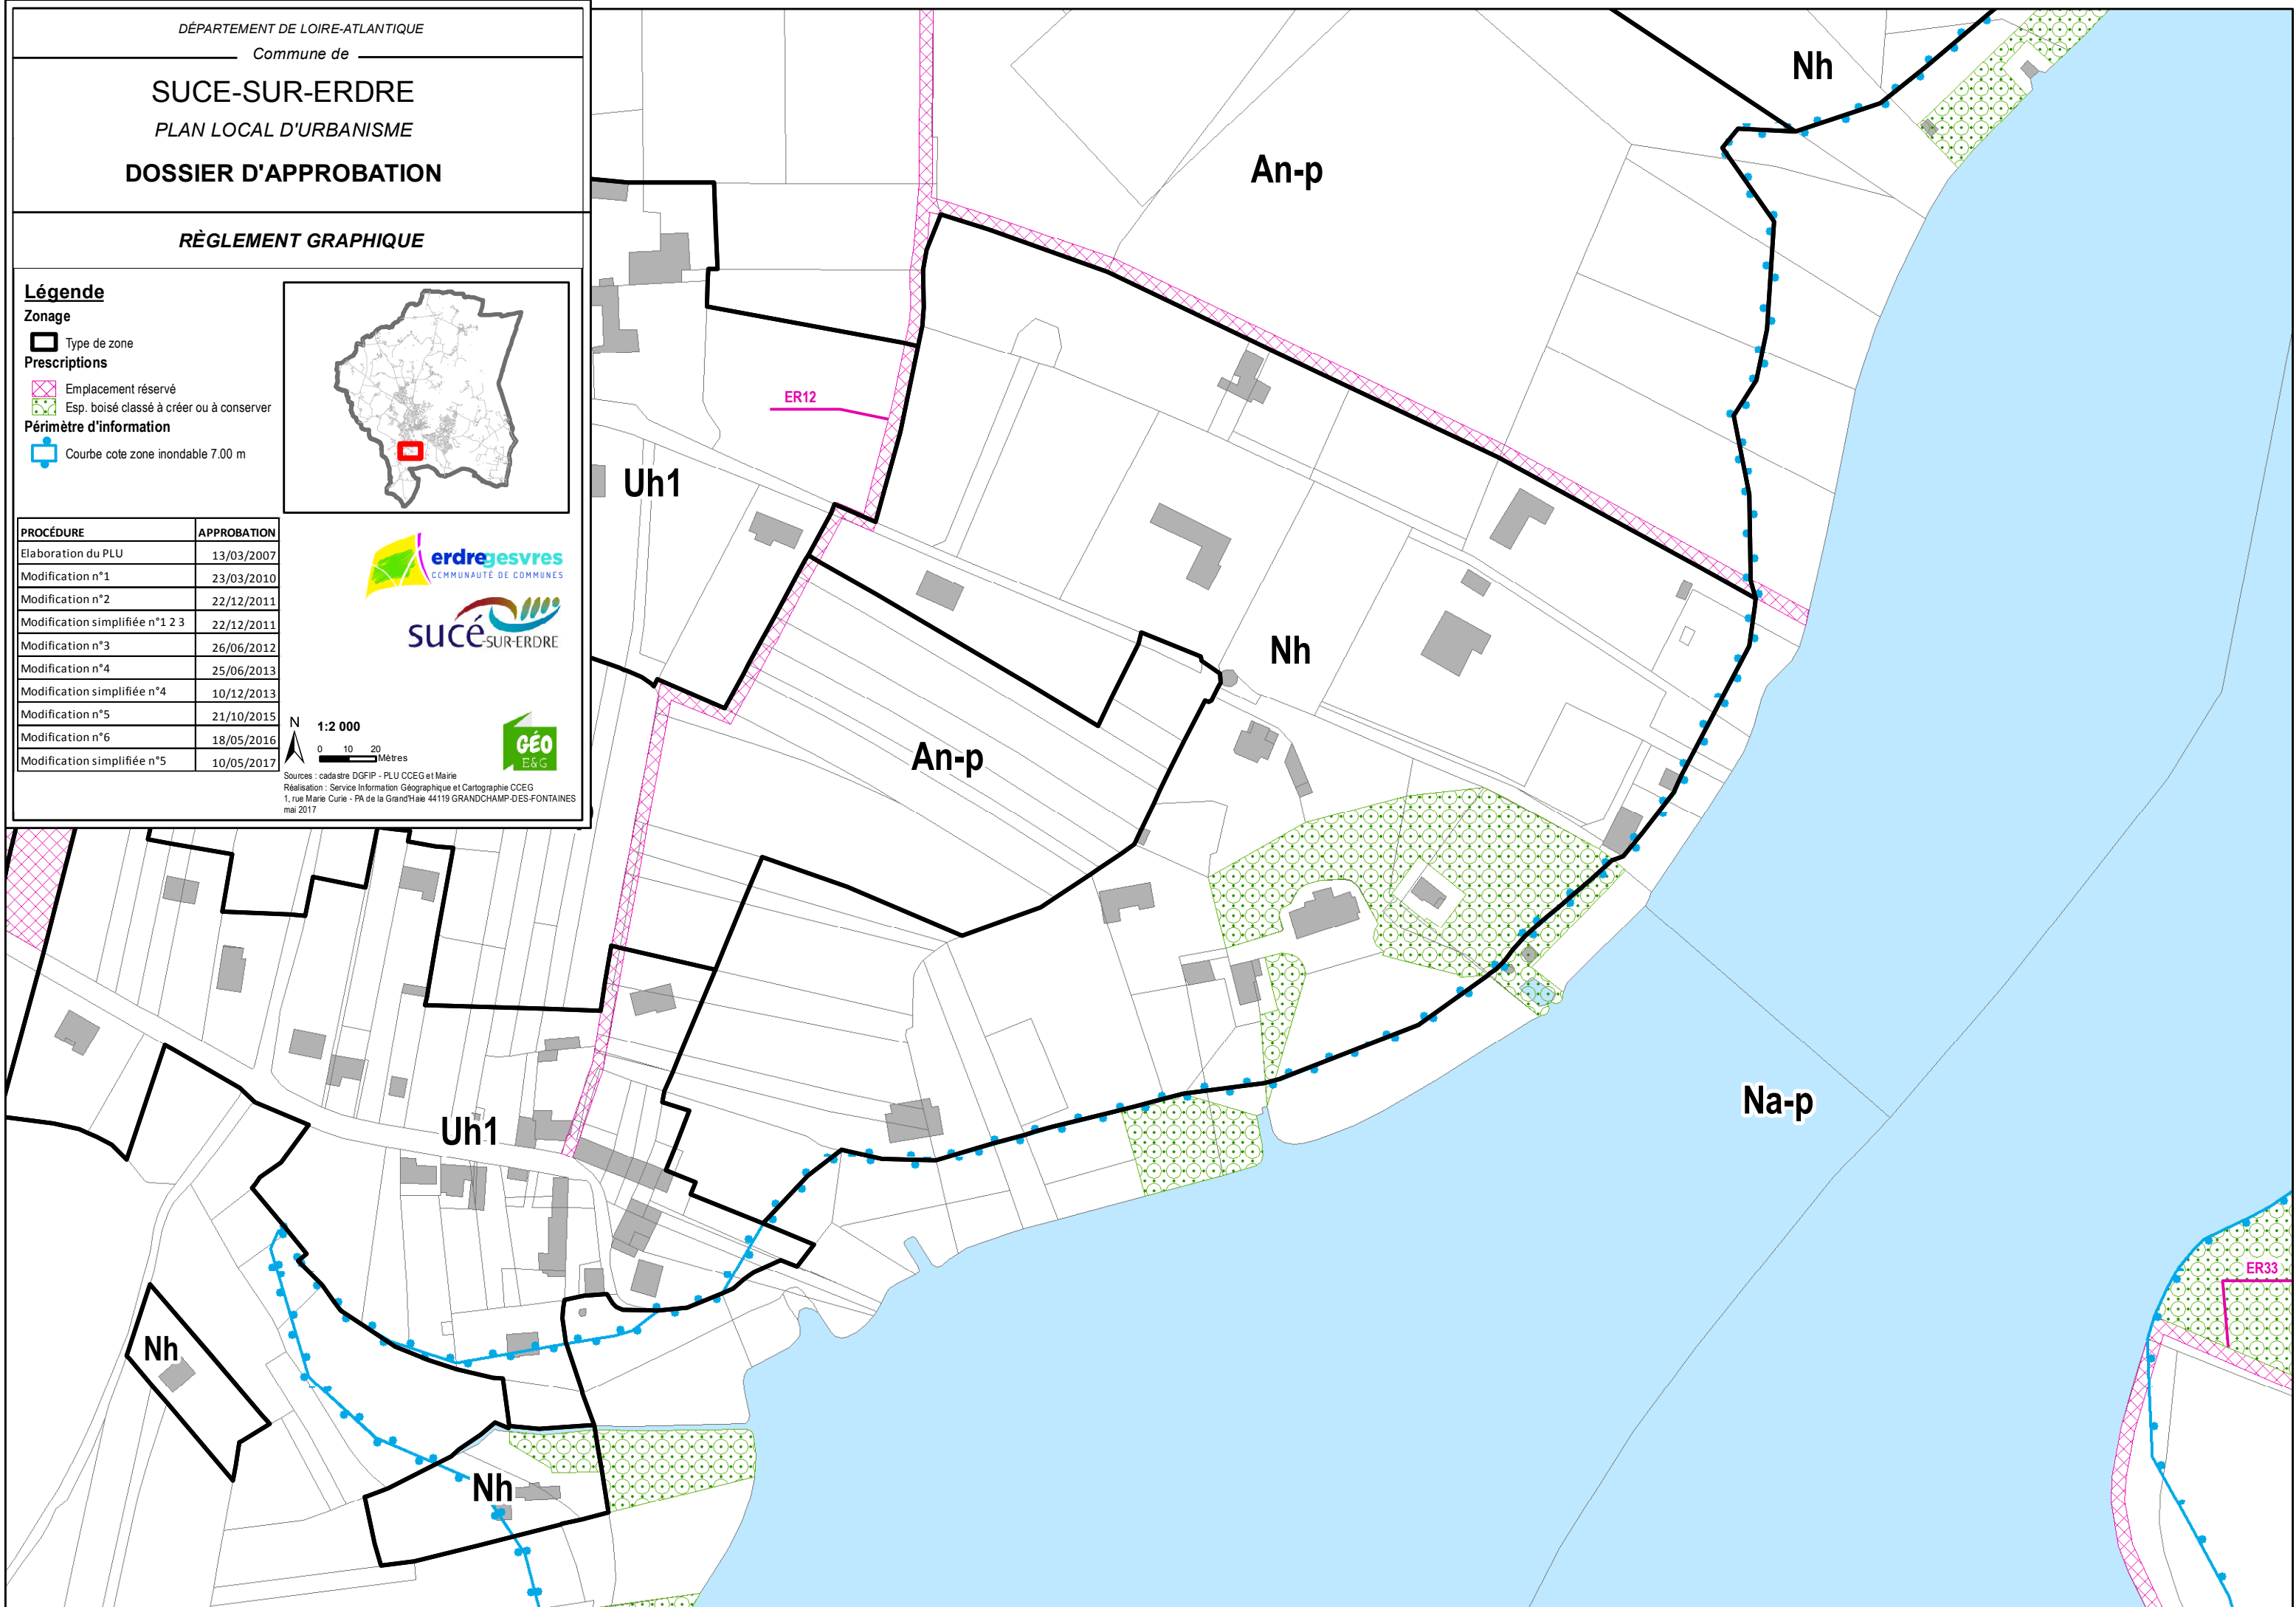 DÉPARTEMENT DE LOIRE-ATLANTIQUE
Commune de
SUCE-SUR-ERDRE
PLAN LOCAL D'URBANISME
DOSSIER D'APPROBATION
RÈGLEMENT GRAPHIQUE
Légende
Zonage
Type de zone
Prescriptions
Emplacement réservé
Esp. boisé classé à créer ou à conserver
Périmètre d'information
Courbe cote zone inondable 7.00 m
PROCÉDURE APPROBATION
Elaboration du PLU 13/03/2007
Modification n°1 23/03/2010
Modification n°2 22/12/2011
Modification simplifiée n°1 2 3 22/12/2011
Modification n°3 26/06/2012
Modification n°4 25/06/2013
Modification simplifiée n°4 10/12/2013
Modification n°5 21/10/2015
Modification n°6 18/05/2016
Modification simplifiée n°5 10/05/2017
erdregesvres
COMMUNAUTÉ DE COMMUNES
sucé-SUR-ERDRE
N
1:2 000
0 10 20
Mètres
GÉO
E&G
Sources : cadastre DGFIP - PLU CCEG et Mairie
Réalisation : Service Information Géographique et Cartographie CCEG
1, rue Marie Curie - PA de la Grand'Haie 44119 GRANDCHAMP-DES-FONTAINES
mai 2017
Nh
An-p
ER12
Uh1
Nh
An-p
Na-p
Uh1
ER33
Nh
Nh